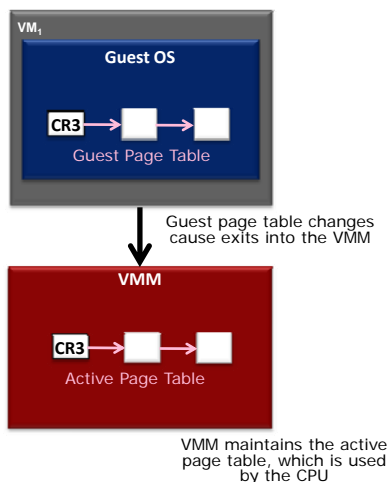 VM1
Guest OS
CR3
Guest Page Table
Guest page table changes
cause exits into the VMM
VMM
CR3
Active Page Table
VMM maintains the active
page table, which is used
by the CPU